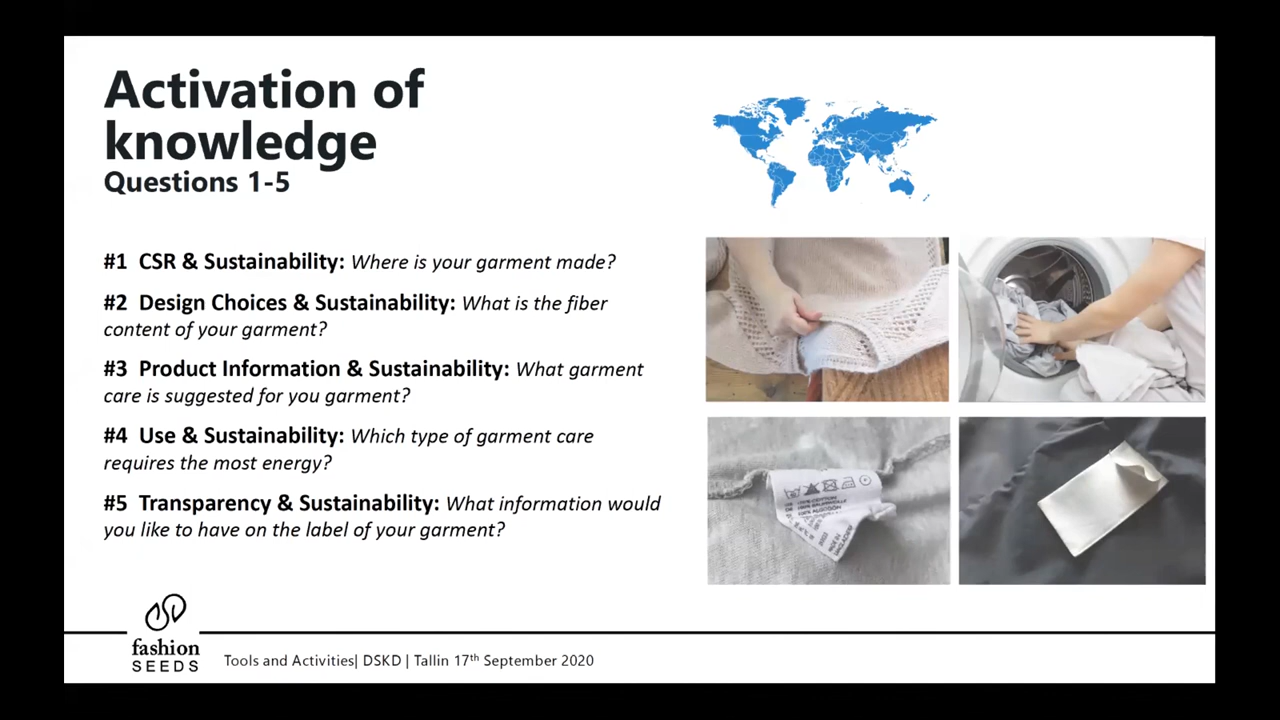 Activation of
knowledge
Questions 1-5
#1 CSR & Sustainability: Where is your garment made?
#2 Design Choices & Sustainability: What is the fiber
content of your garment?
#3 Product Information & Sustainability: What garment
care is suggested for you garment?
#4 Use & Sustainability: Which type of garment care
requires the most energy?
#5 Transparency & Sustainability: What information would
you like to have on the label of your garment?
fashion
SEEDS
Tools and Activities| DSKD | Tallin 17th September 2020